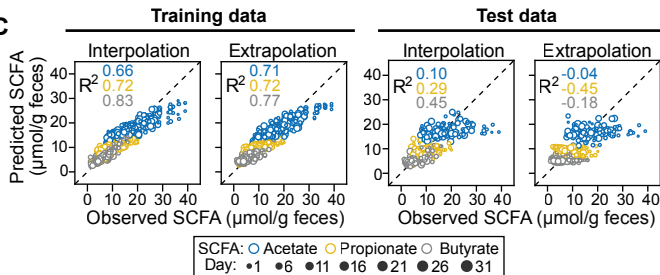 C
Training data
Test data
Interpolation
Extrapolation
Interpolation
Extrapolation
Predicted SCFA
(μmol/g feces)
40
30
20
10
0
R²
0.66
0.72
0.83
R²
0.71
0.72
0.77
40
30
20
10
0
R²
0.10
0.29
0.45
R²
-0.04
-0.45
-0.18
0 10 20 30 40
0 10 20 30 40
0 10 20 30 40
0 10 20 30 40
Observed SCFA (μmol/g feces)
Observed SCFA (μmol/g feces)
SCFA: Acetate Propionate Butyrate
Day: 1 6 11 16 21 26 31